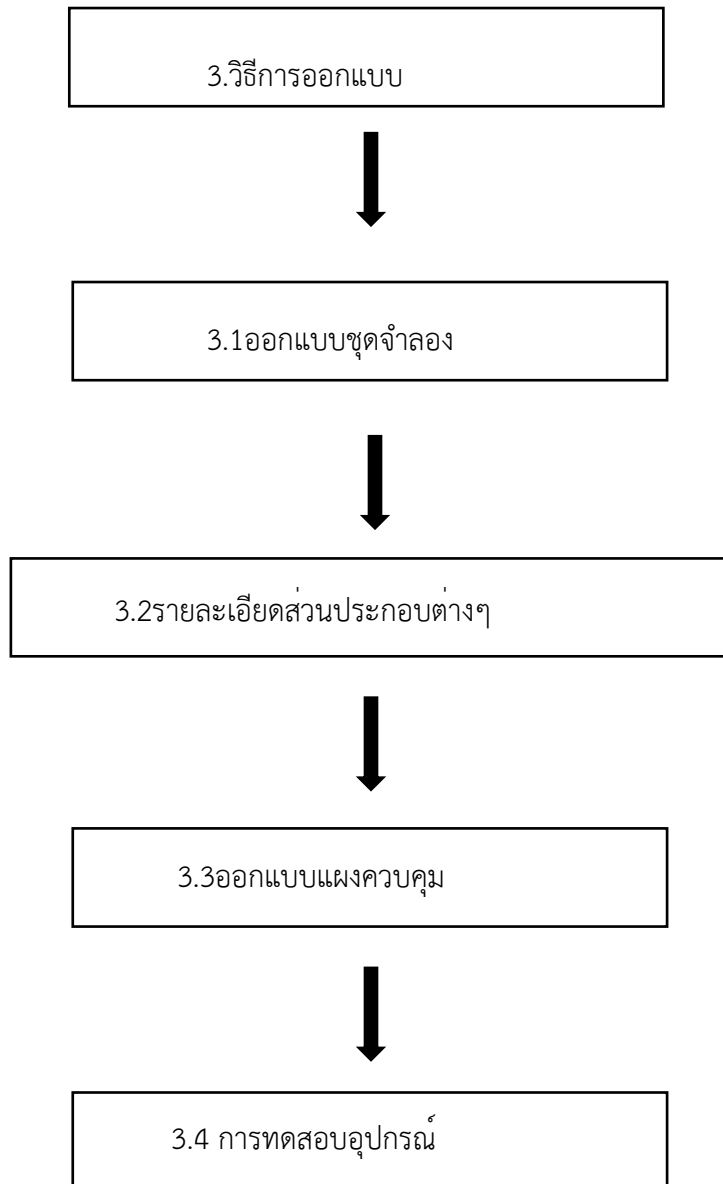 3.วิธีการออกแบบ
3.1ออกแบบชุดจำลอง
3.2รายละเอียดส่วนประกอบต่างๆ
3.3ออกแบบแผงควบคุม
3.4 การทดสอบอุปกรณ์